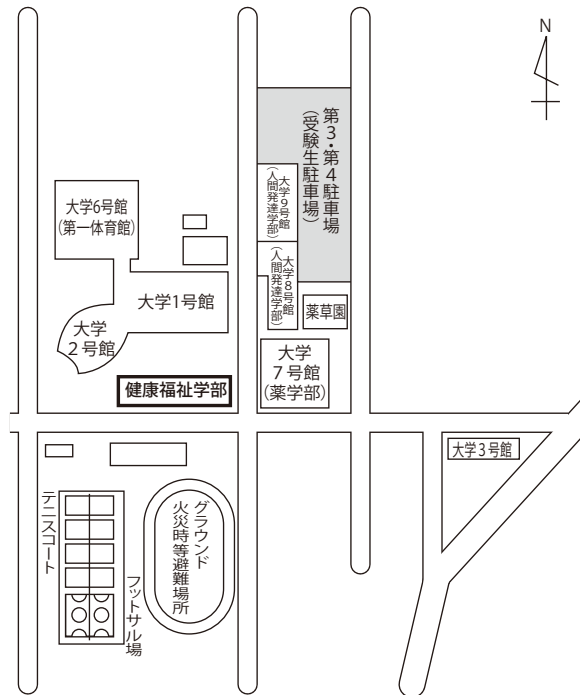 N
第3・第4駐車場
（受験生駐車場）
大学9号館
（人間発達学部）
大学6号館
（第一体育館）
大学8号館
（人間発達学部）
大学1号館
薬草園
大学
2号館
大学
7号館
（薬学部）
健康福祉学部
大学3号館
テニスコート
グラウンド
火災時等避難場所
フットサル場